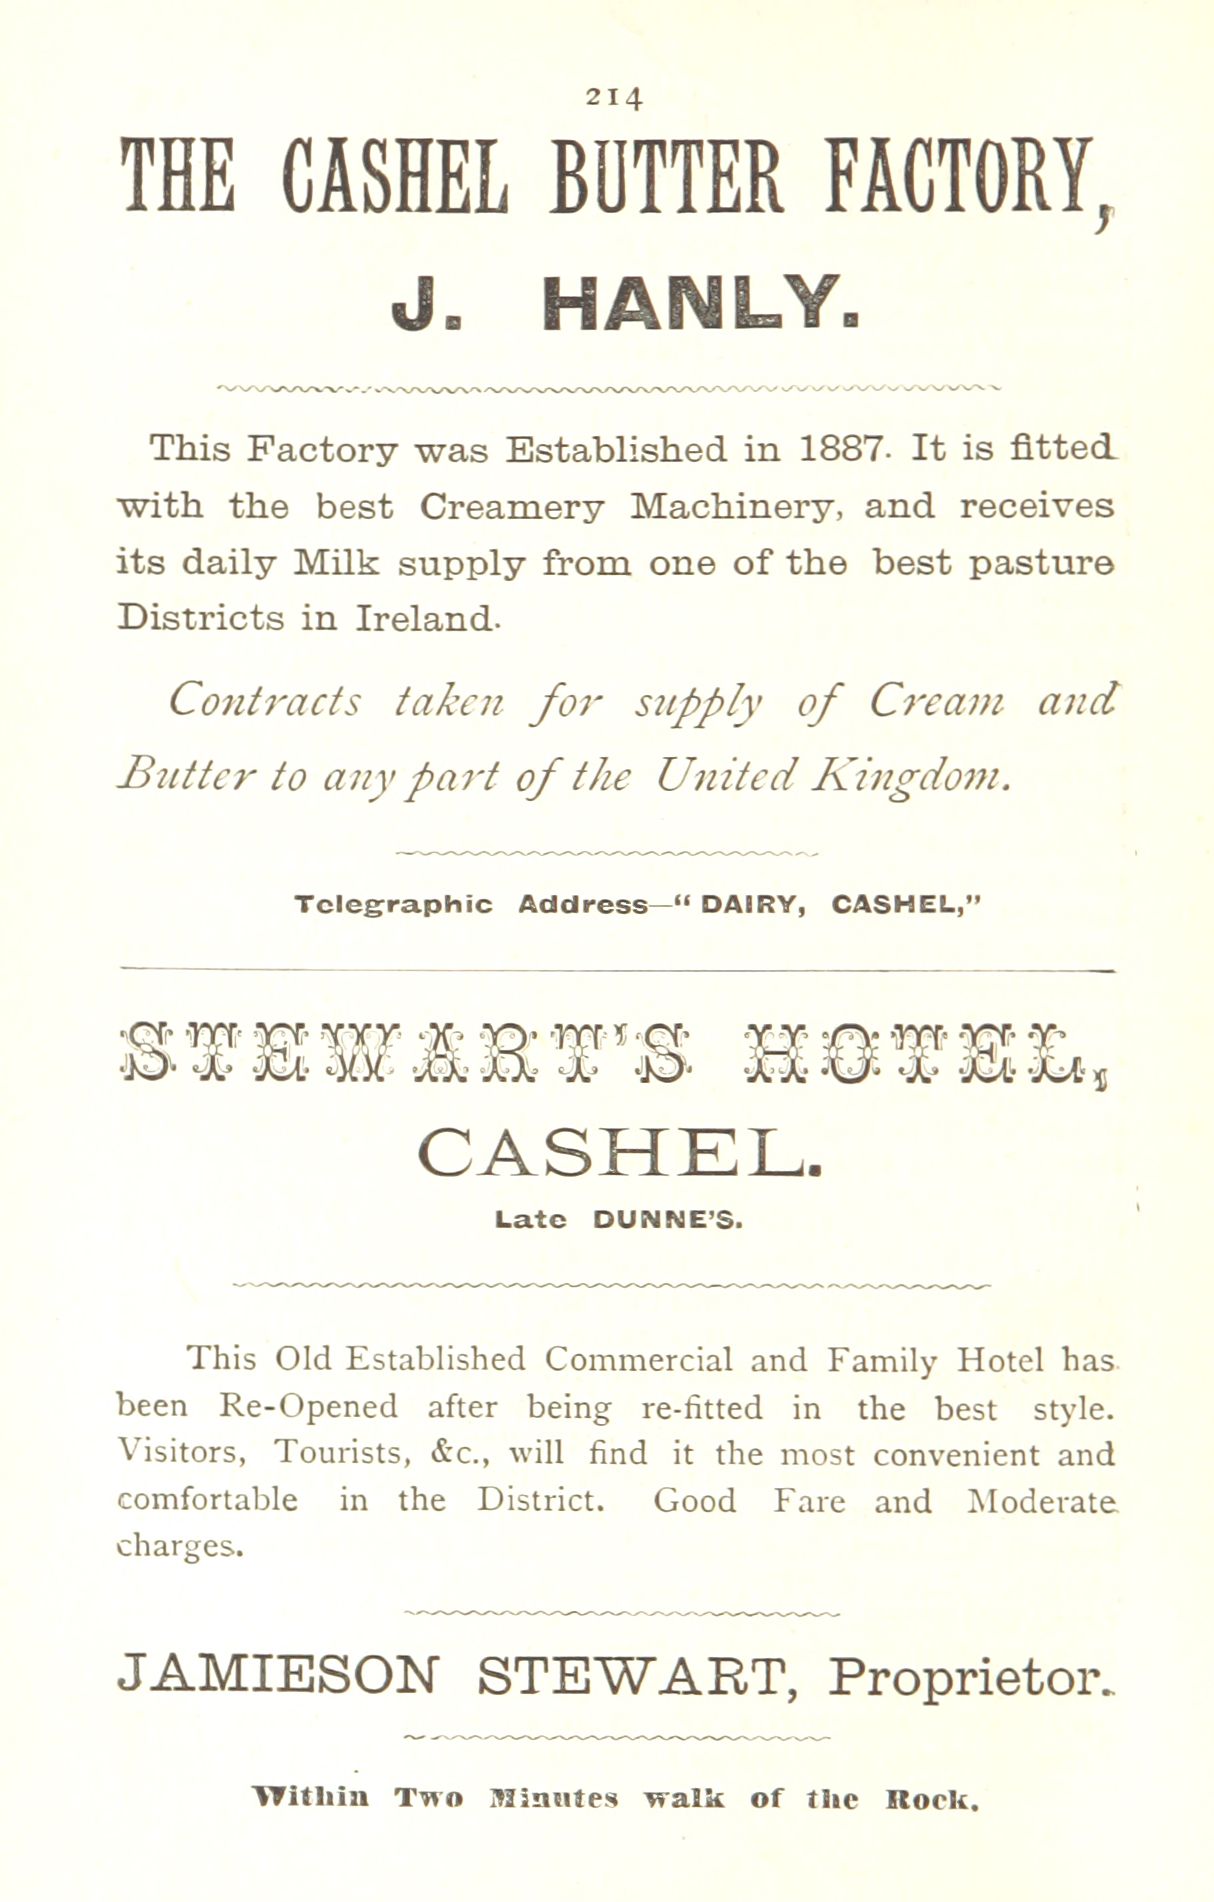 214
THE CASHEL BUTTER FACTORY,
J. HANLY.
This Factory was Established in 1887. It is fitted
with the best Creamery Machinery, and receives
its daily Milk supply from one of the best pasture
Districts in Ireland.
Contracts taken for supply of Cream and
Butter to any part of the United Kingdom.
Telegraphic Address—“DAIRY, CASHEL,”
STEWART’S HOTEL,
CASHEL.
Late DUNNE’S.
This Old Established Commercial and Family Hotel has
been Re-Opened after being re-fitted in the best style.
Visitors, Tourists, &c., will find it the most convenient and
comfortable in the District. Good Fare and Moderate
charges.
JAMIESON STEWART, Proprietor.
Within Two Minutes walk of the Rock.